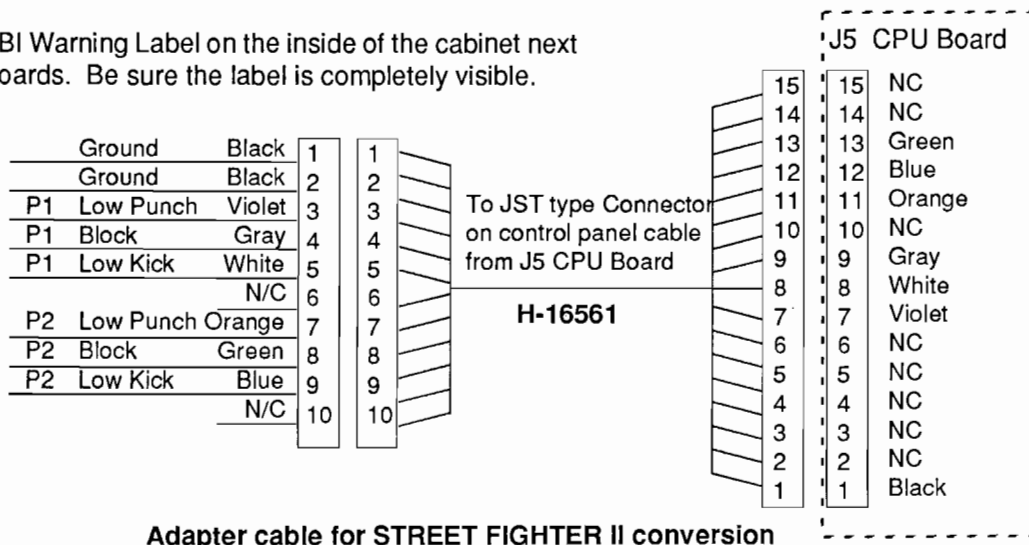 BI Warning Label on the inside of the cabinet next
oards. Be sure the label is completely visible.
J5 CPU Board
Ground Black 1 1
Ground Black 2 2
P1 Low Punch Violet 3 3
P1 Block Gray 4 4
P1 Low Kick White 5 5
N/C 6 6
P2 Low Punch Orange 7 7
P2 Block Green 8 8
P2 Low Kick Blue 9 9
N/C 10 10
To JST type Connector
on control panel cable
from J5 CPU Board
H-16561
15 15 NC
14 14 NC
13 13 Green
12 12 Blue
11 11 Orange
10 10 NC
9 9 Gray
8 8 White
7 7 Violet
6 6 NC
5 5 NC
4 4 NC
3 3 NC
2 2 NC
1 1 Black
Adapter cable for STREET FIGHTER II conversion